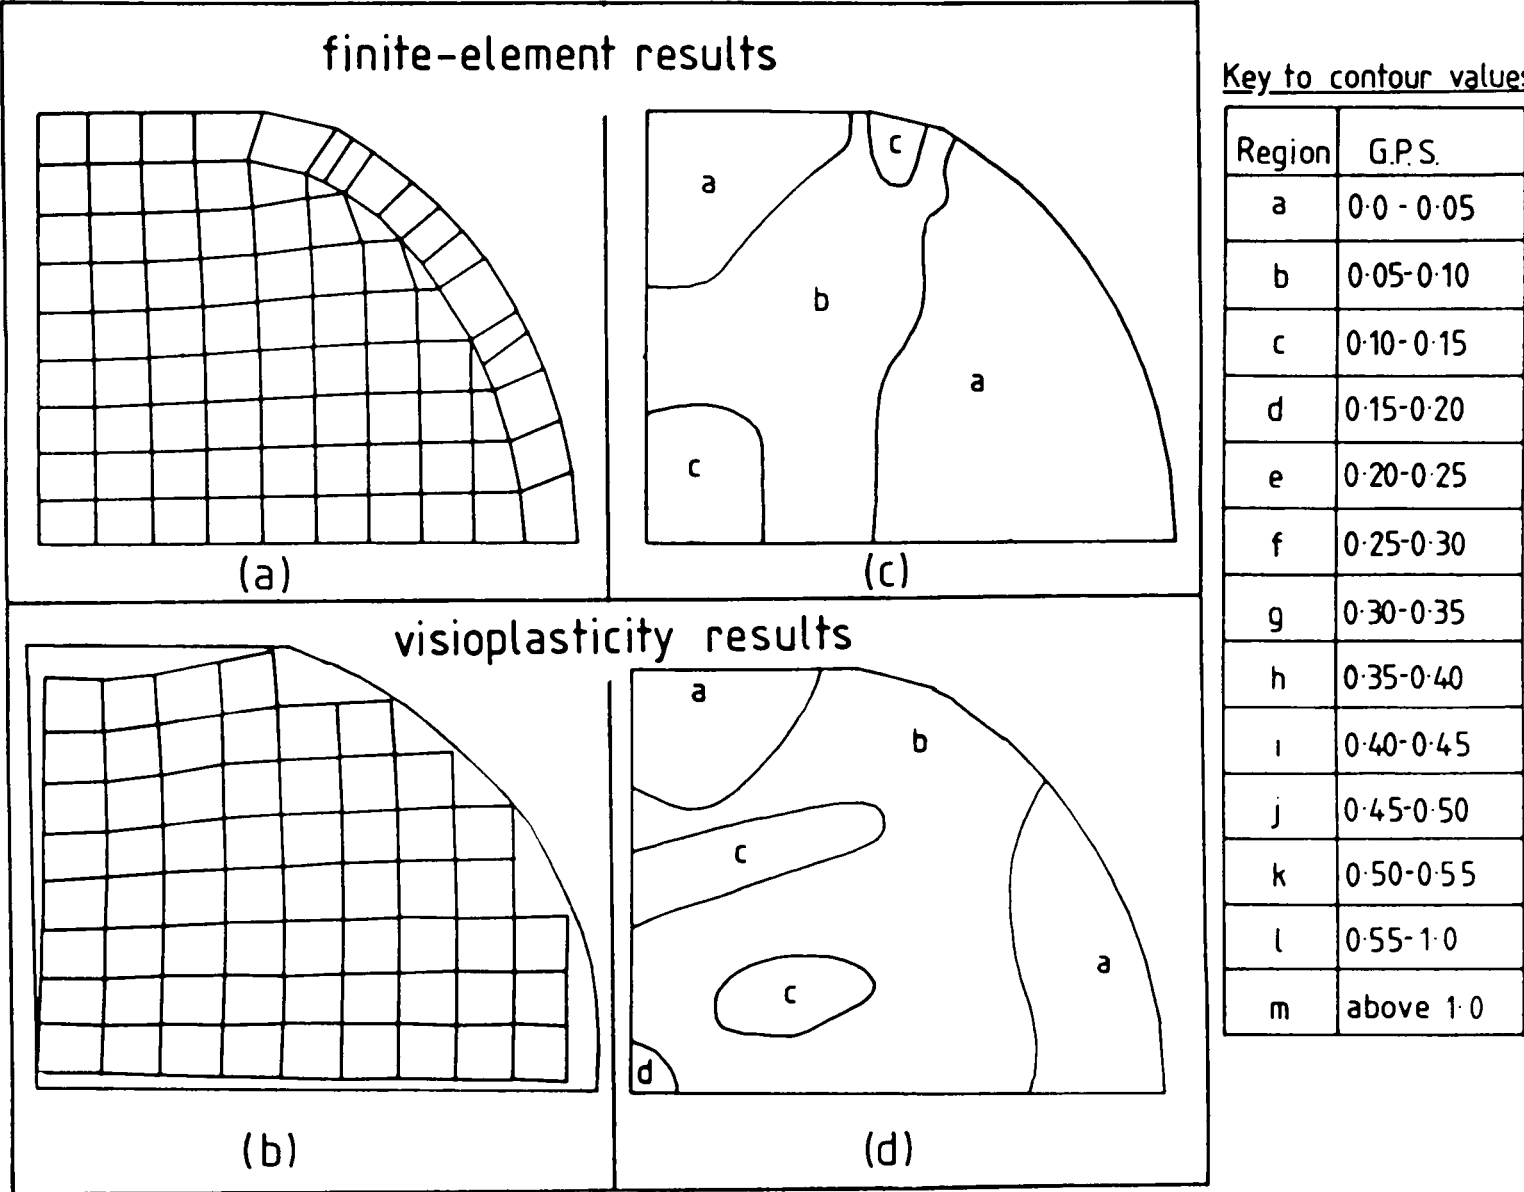 finite-element results
a
c
b
a
c
(a)
(c)
visioplasticity results
a
b
c
c
a
d
(b)
(d)
Key to contour values
Region G.P.S.
a 0·0 - 0·05
b 0·05-0·10
c 0·10-0·15
d 0·15-0·20
e 0·20-0·25
f 0·25-0·30
g 0·30-0·35
h 0·35-0·40
ı 0·40-0·45
j 0·45-0·50
k 0·50-0·55
l 0·55-1·0
m above 1·0